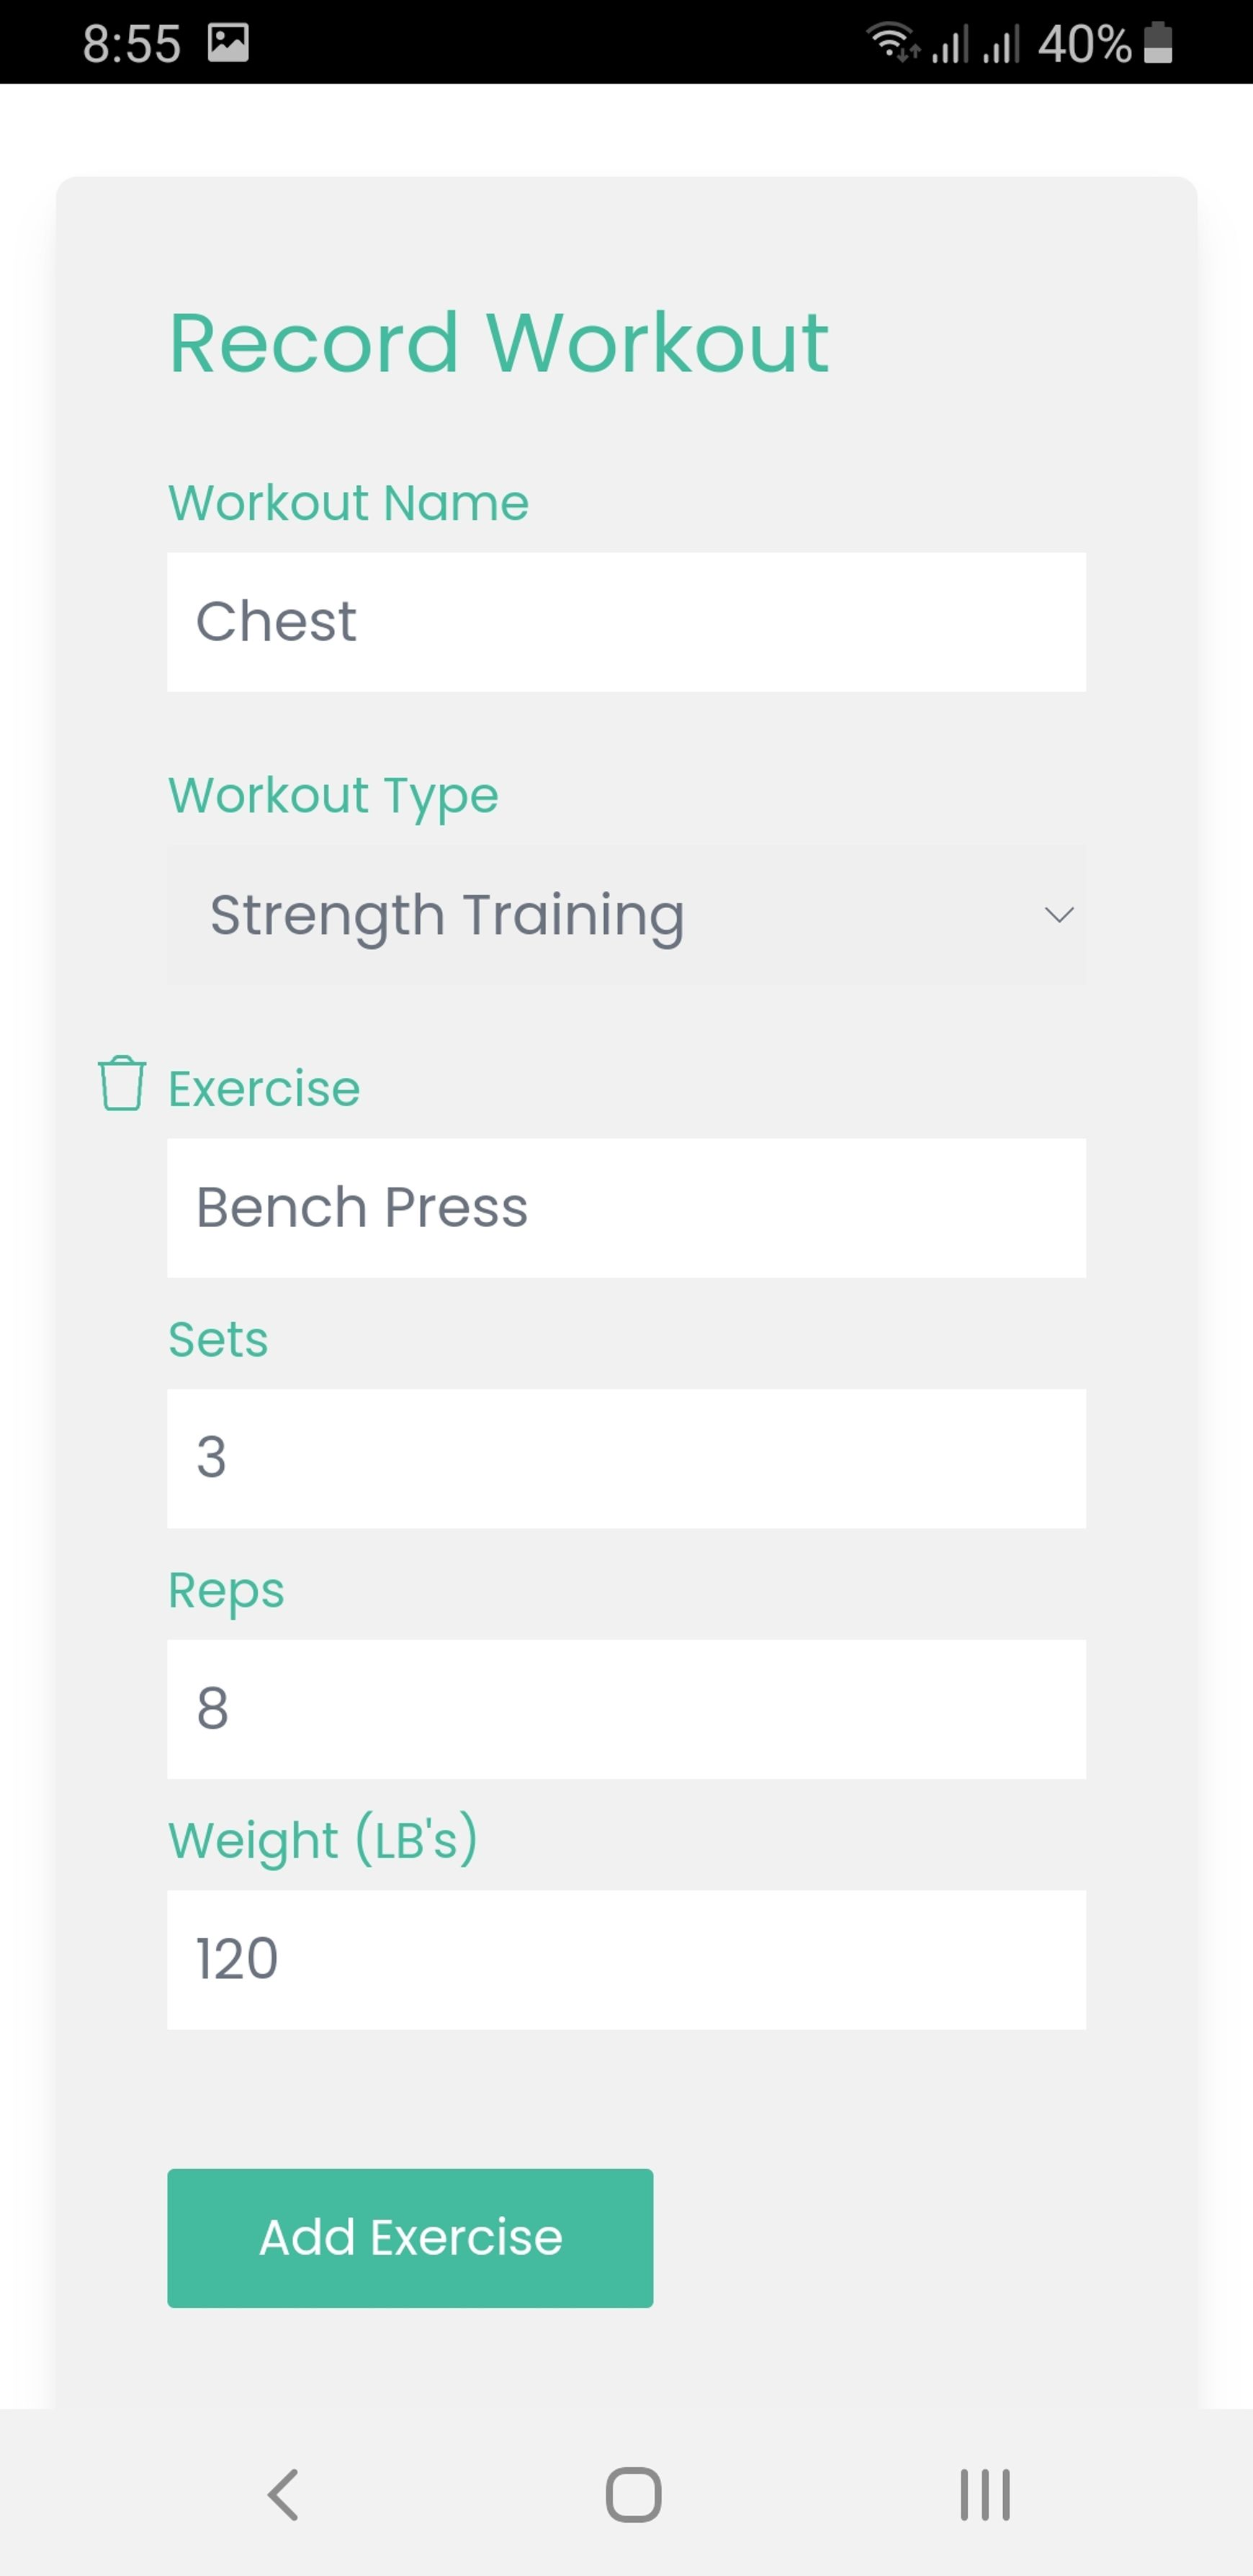 8:55 40%
Record Workout
Workout Name
Chest
Workout Type
Strength Training
Exercise
Bench Press
Sets
3
Reps
8
Weight (LB's)
120
Add Exercise